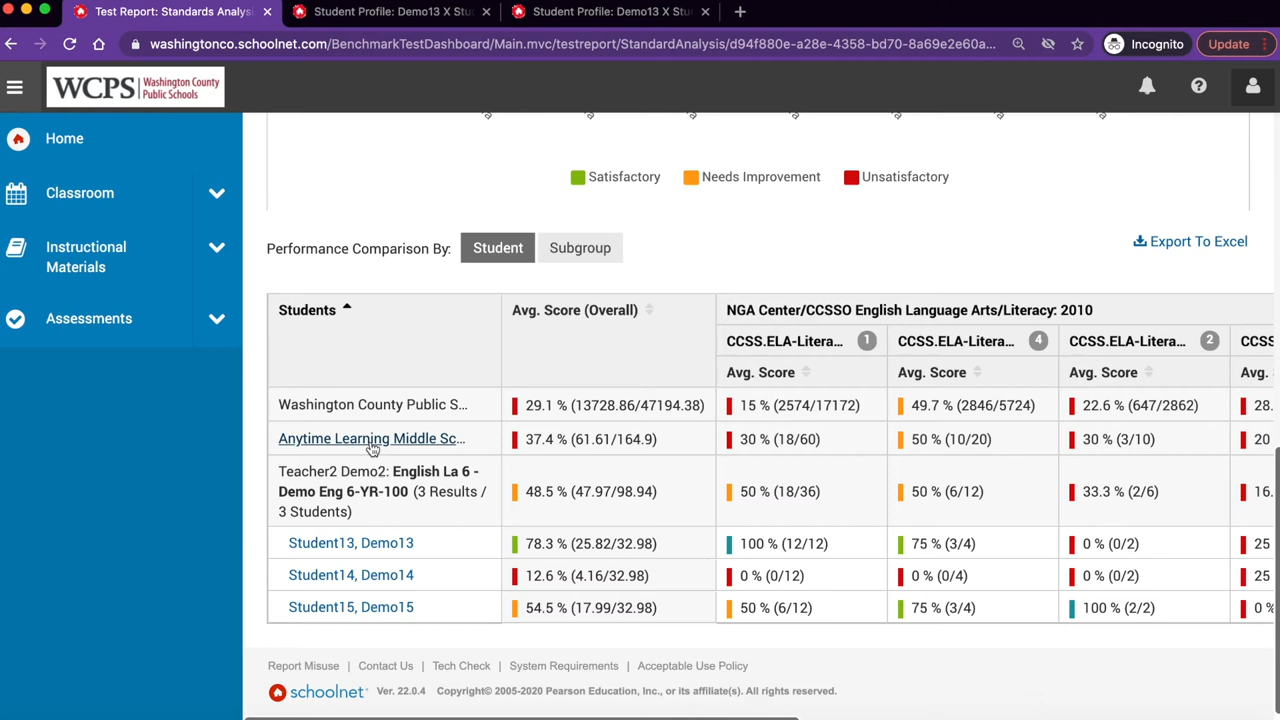 Test Report: Standards Analysis
Student Profile: Demo13 X Stud
Student Profile: Demo13 X Stud
washingtonco.schoolnet.com/BenchmarkTestDashboard/Main.mvc/testreport/StandardAnalysis/d94f880e-a28e-4358-bd70-8a69e2e60a...
Incognito
Update
WCPS Washington County
Public Schools
Home
Classroom
Instructional
Materials
Assessments
Satisfactory Needs Improvement Unsatisfactory
Performance Comparison By: Student Subgroup
Export To Excel
Students Avg. Score (Overall) NGA Center/CCSSO English Language Arts/Literacy: 2010
CCSS.ELA-Litera... 1 CCSS.ELA-Litera... 4 CCSS.ELA-Litera... 2 CCSS
Avg. Score Avg. Score Avg. Score Avg.
Washington County Public S... 29.1 % (13728.86/47194.38) 15 % (2574/17172) 49.7 % (2846/5724) 22.6 % (647/2862) 28.
Anytime Learning Middle Sc... 37.4 % (61.61/164.9) 30 % (18/60) 50 % (10/20) 30 % (3/10) 20
Teacher2 Demo2: English La 6 -
Demo Eng 6-YR-100 (3 Results / 48.5 % (47.97/98.94) 50 % (18/36) 50 % (6/12) 33.3 % (2/6) 16.
3 Students)
Student13, Demo13 78.3 % (25.82/32.98) 100 % (12/12) 75 % (3/4) 0 % (0/2) 25
Student14, Demo14 12.6 % (4.16/32.98) 0 % (0/12) 0 % (0/4) 0 % (0/2) 25
Student15, Demo15 54.5 % (17.99/32.98) 50 % (6/12) 75 % (3/4) 100 % (2/2) 0 %
Report Misuse | Contact Us | Tech Check | System Requirements | Acceptable Use Policy
schoolnet Ver. 22.0.4 Copyright© 2005-2020 Pearson Education, Inc., or its affiliate(s). All rights reserved.